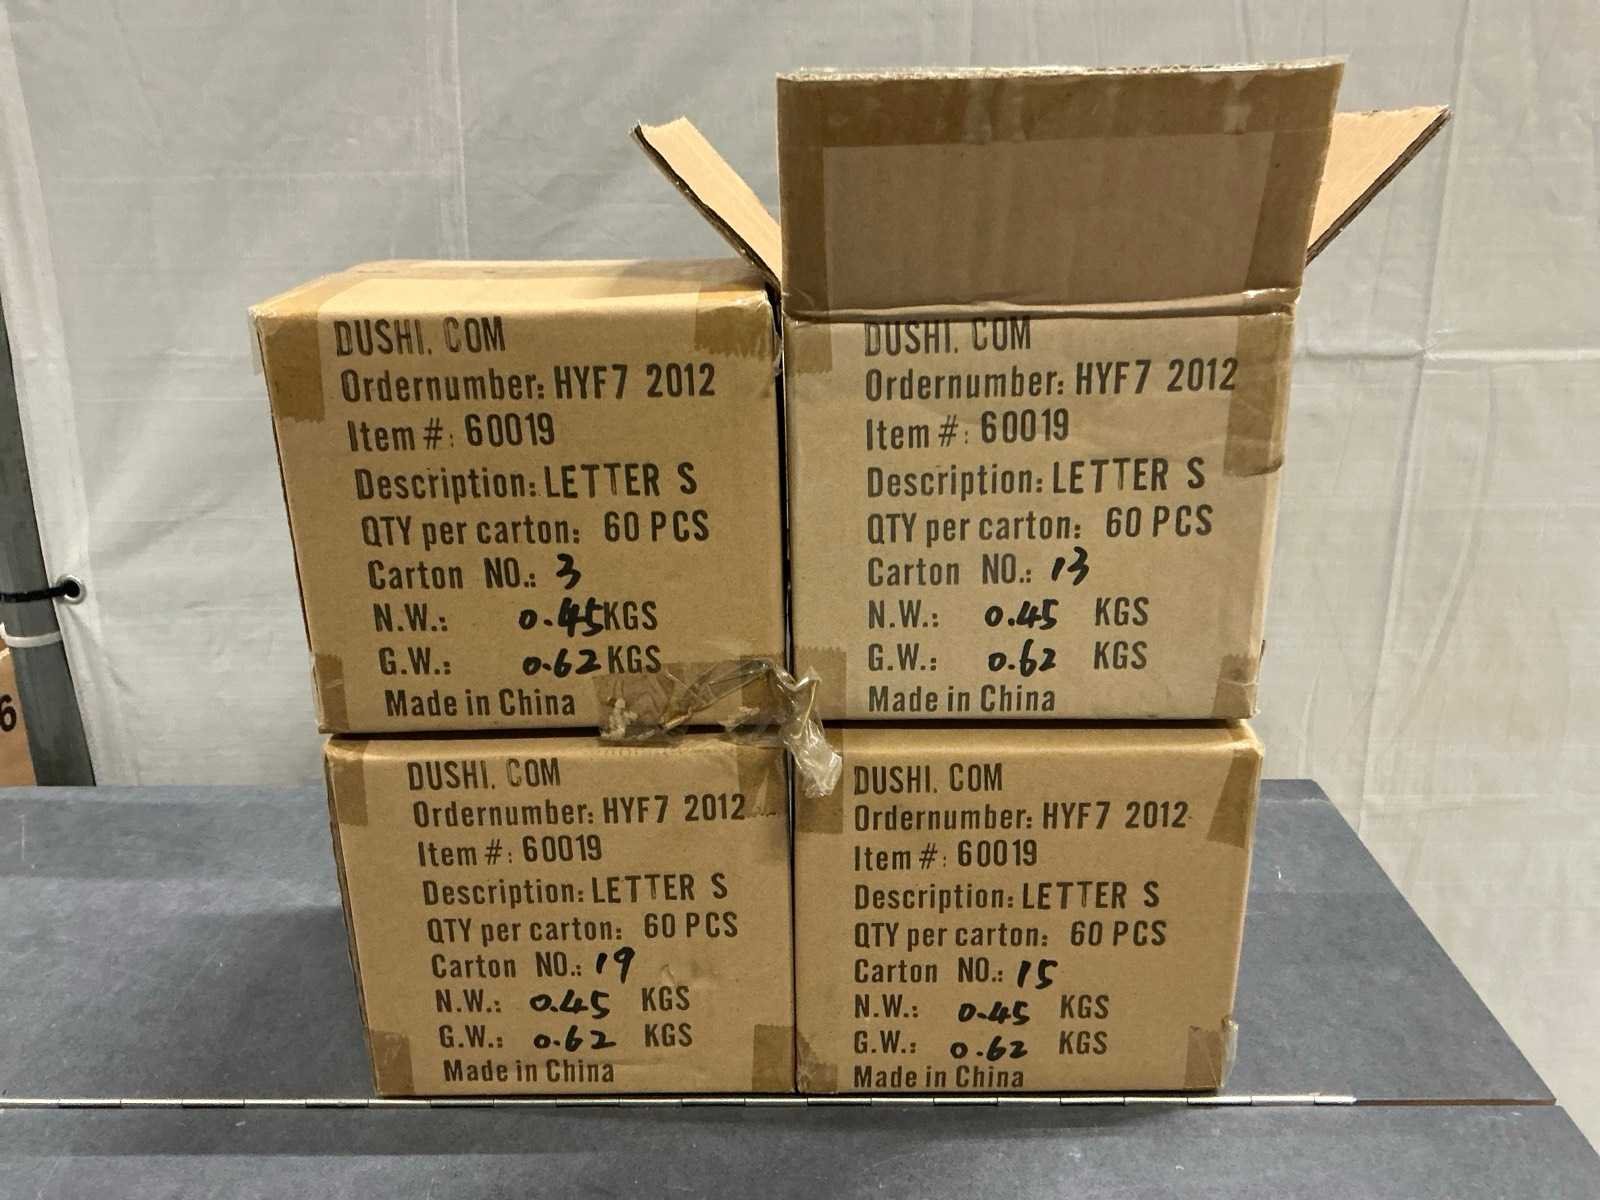 DUSHI. COM
Ordernumber: HYF7 2012
Item #: 60019
Description: LETTER S
QTY per carton: 60 PCS
Carton NO.: 3
N.W.: 0.45 KGS
G.W.: 0.62 KGS
Made in China
DUSHI. COM
Ordernumber: HYF7 2012
Item #: 60019
Description: LETTER S
QTY per carton: 60 PCS
Carton NO.: 13
N.W.: 0.45 KGS
G.W.: 0.62 KGS
Made in China
DUSHI. COM
Ordernumber: HYF7 2012
Item #: 60019
Description: LETTER S
QTY per carton: 60 PCS
Carton NO.: 19
N.W.: 0.45 KGS
G.W.: 0.62 KGS
Made in China
DUSHI. COM
Ordernumber: HYF7 2012
Item #: 60019
Description: LETTER S
QTY per carton: 60 PCS
Carton NO.: 15
N.W.: 0.45 KGS
G.W.: 0.62 KGS
Made in China
6